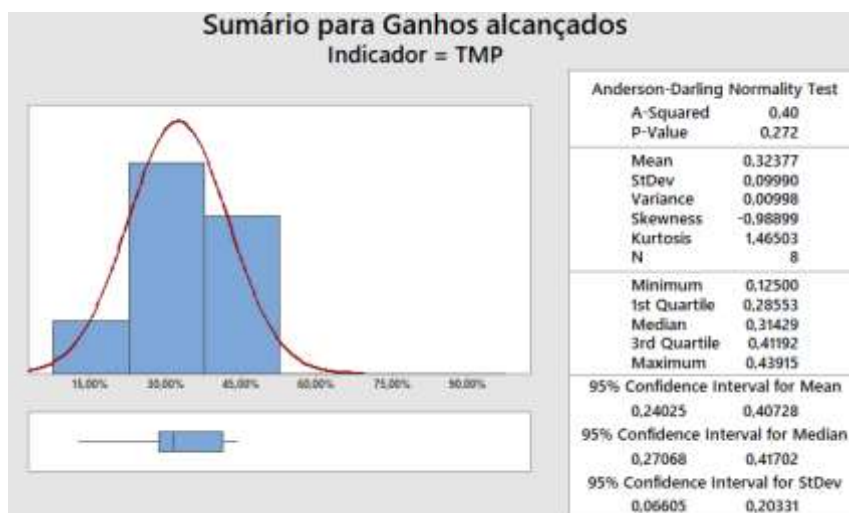 Sumário para Ganhos alcançados
Indicador = TMP
15,00%
30,00%
45,00%
60,00%
75,00%
90,00%
Anderson-Darling Normality Test
A-Squared 0,40
P-Value 0,272
Mean 0,32377
StDev 0,09990
Variance 0,00998
Skewness -0,98899
Kurtosis 1,46503
N 8
Minimum 0,12500
1st Quartile 0,28553
Median 0,31429
3rd Quartile 0,41192
Maximum 0,43915
95% Confidence Interval for Mean
0,24025 0,40728
95% Confidence Interval for Median
0,27068 0,41702
95% Confidence Interval for StDev
0,06605 0,20331